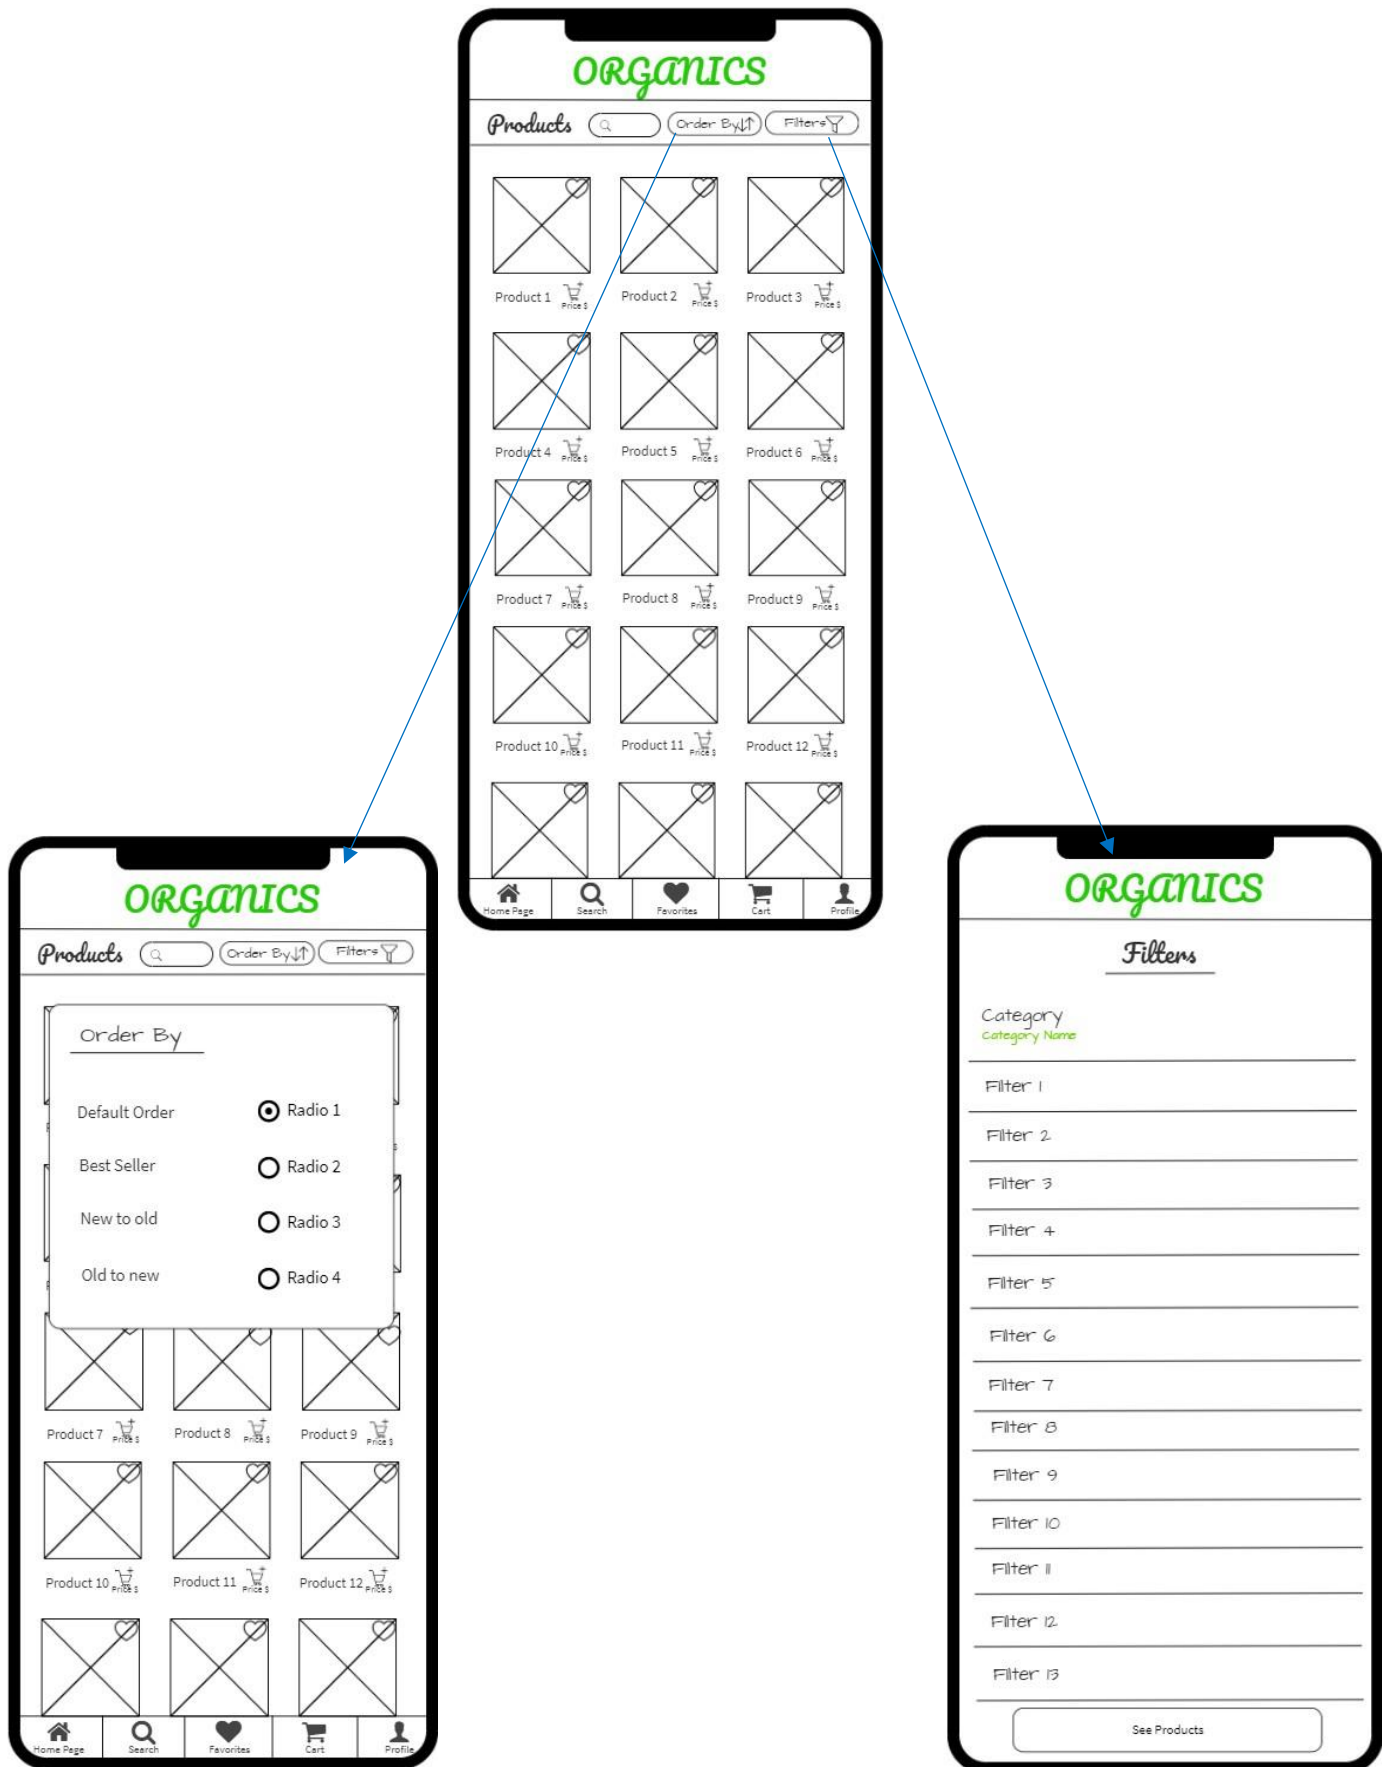 ORGANICS
Products Order By Filters
Product 1 Price $ Product 2 Price $ Product 3 Price $
Product 4 Price $ Product 5 Price $ Product 6 Price $
Product 7 Price $ Product 8 Price $ Product 9 Price $
Product 10 Price $ Product 11 Price $ Product 12 Price $
Home Page Search Favorites Cart Profile
ORGANICS
Products Order By Filters
Order By
Default Order Radio 1
Best Seller Radio 2
New to old Radio 3
Old to new Radio 4
Product 7 Price $ Product 8 Price $ Product 9 Price $
Product 10 Price $ Product 11 Price $ Product 12 Price $
Home Page Search Favorites Cart Profile
ORGANICS
Filters
Category
Category Name
Filter 1
Filter 2
Filter 3
Filter 4
Filter 5
Filter 6
Filter 7
Filter 8
Filter 9
Filter 10
Filter 11
Filter 12
Filter 13
See Products